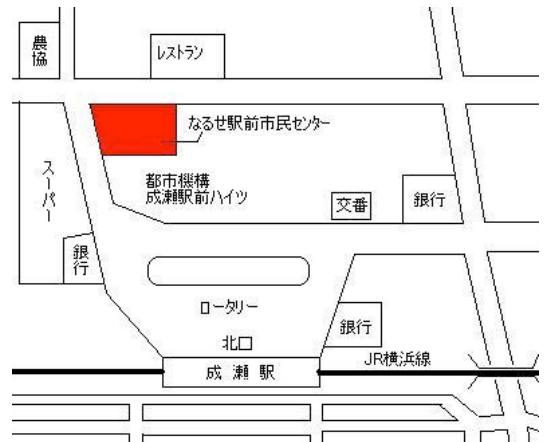 農協
レストラン
なるせ駅前市民センター
スーパー
都市機構
成瀬駅前ハイツ
交番
銀行
銀行
ロータリー
銀行
北口
JR横浜線
成瀬駅